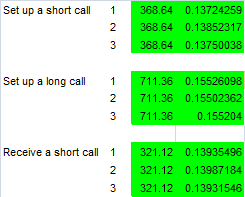 Set up a short call 1 368.64 0.13724259
2 368.64 0.13852317
3 368.64 0.13750038
Set up a long call 1 711.36 0.15526098
2 711.36 0.15502362
3 711.36 0.155204
Receive a short call 1 321.12 0.13935496
2 321.12 0.13987184
3 321.12 0.13931546